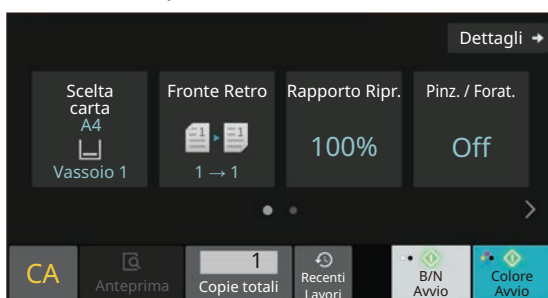 Dettagli
Scelta
carta
A4
Vassoio 1
Fronte Retro
1 → 1
Rapporto Ripr.
100%
Pinz. / Forat.
Off
CA
Anteprima
1
Copie totali
Recenti
Lavori
B/N
Avvio
Colore
Avvio